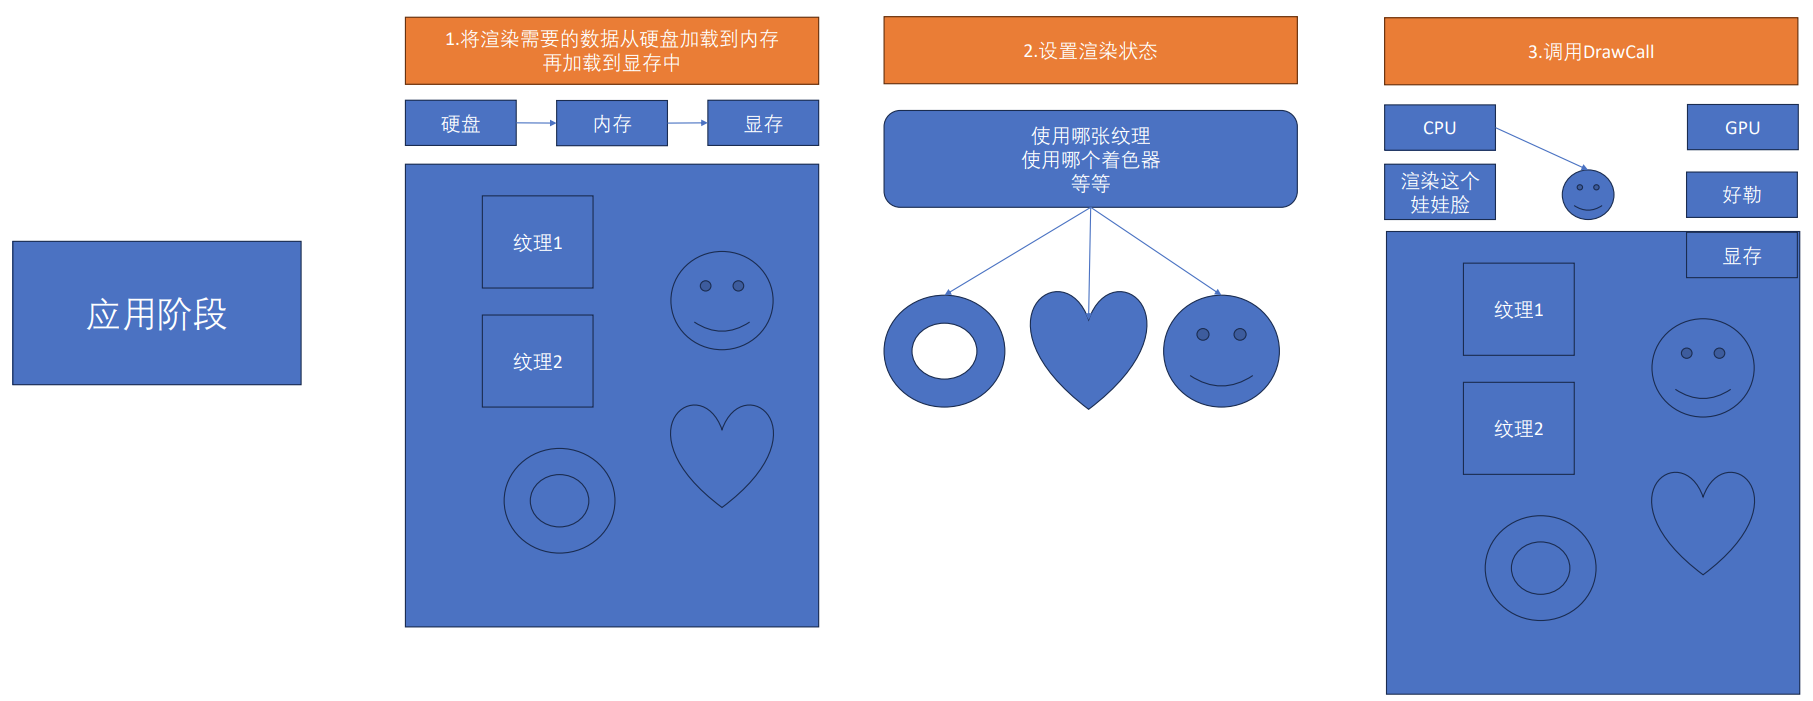 应用阶段
1.将渲染需要的数据从硬盘加载到内存
再加载到显存中
硬盘
内存
显存
纹理1
纹理2
2.设置渲染状态
使用哪张纹理
使用哪个着色器
等等
3.调用DrawCall
CPU
GPU
渲染这个
娃娃脸
好勒
显存
纹理1
纹理2